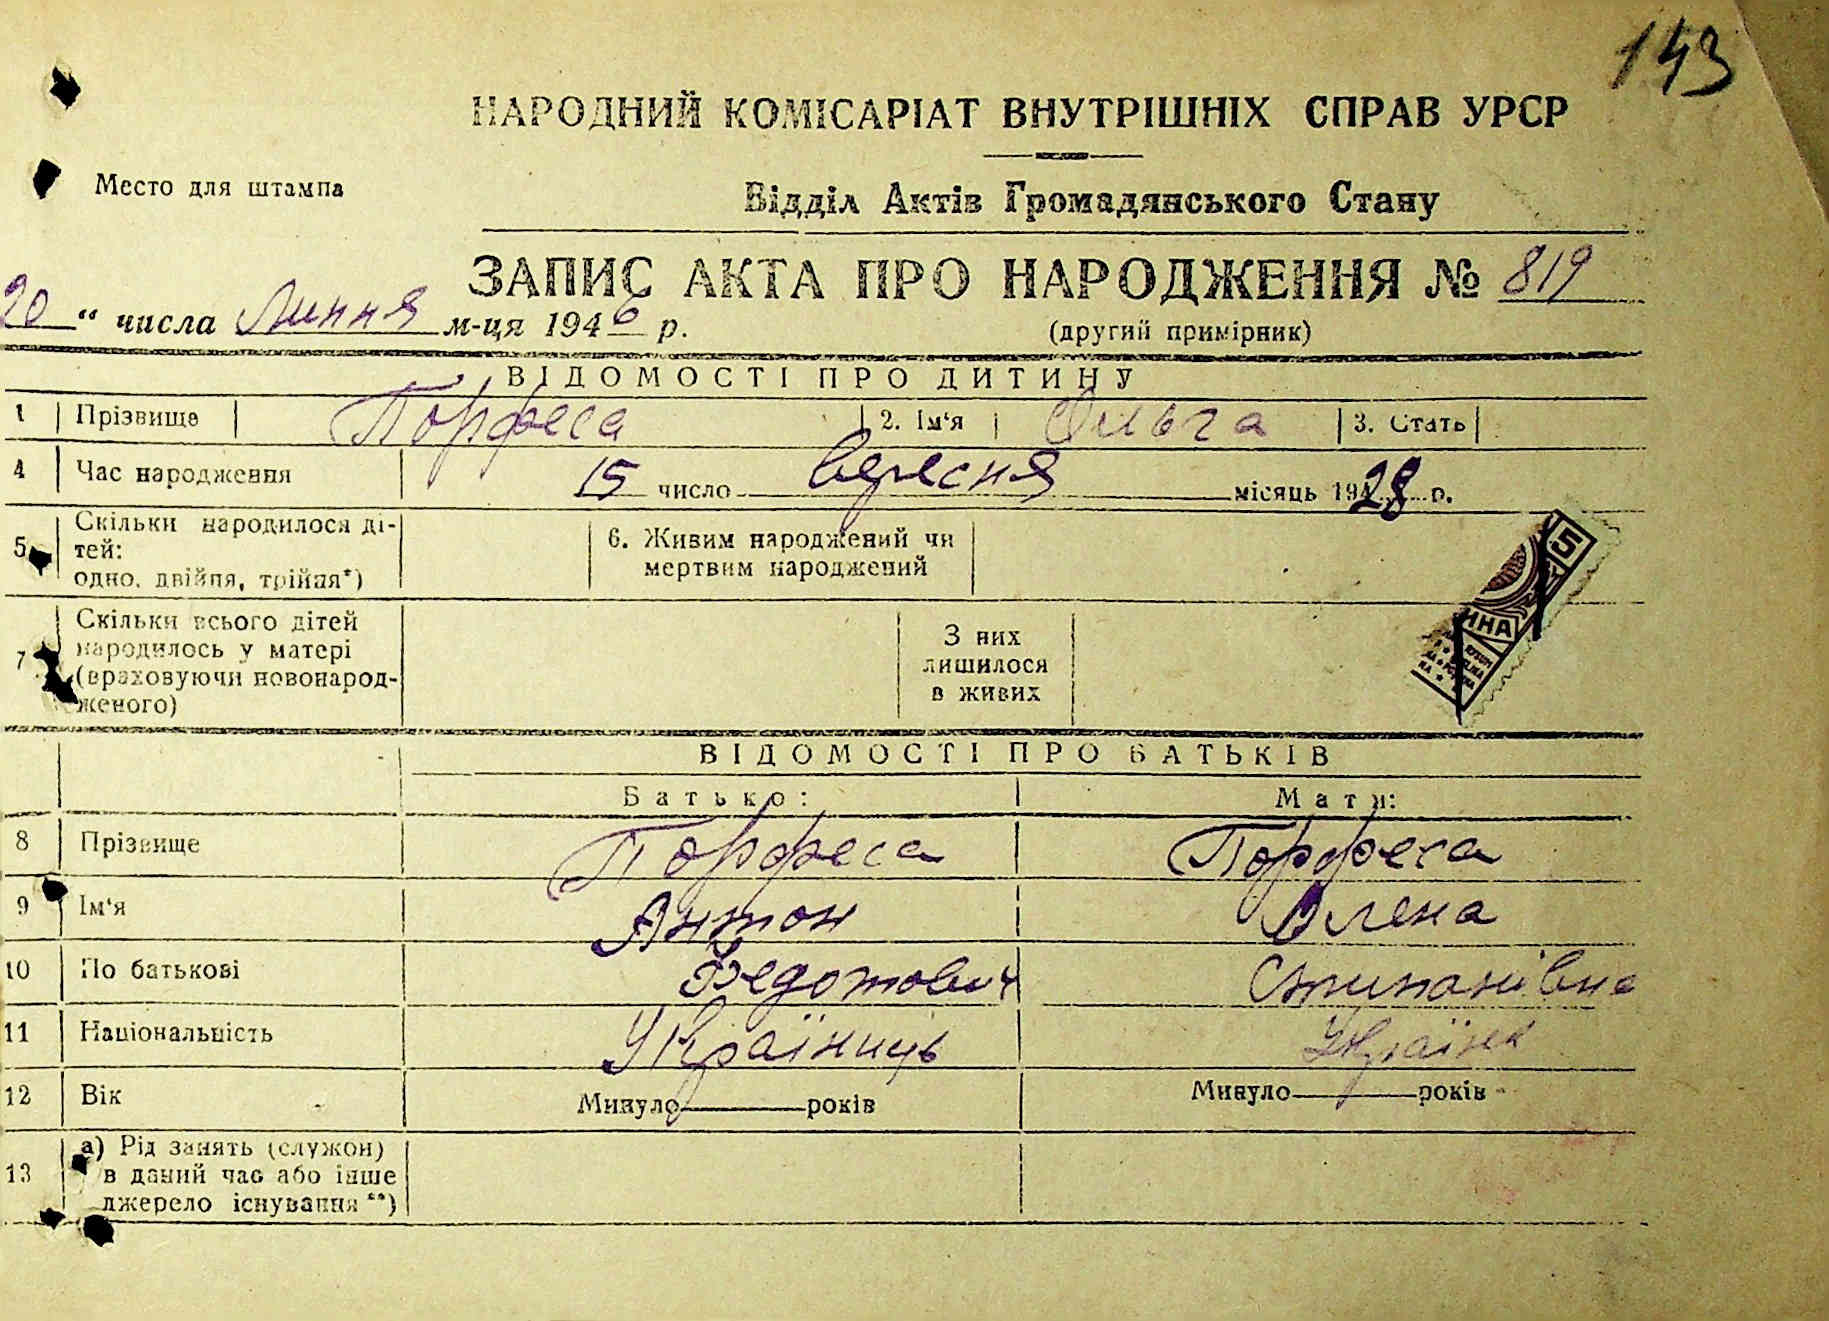 143
НАРОДНИЙ КОМІСАРІАТ ВНУТРІШНІХ СПРАВ УРСР
Место для штампа
Відділ Актів Громадянського Стану
ЗАПИС АКТА ПРО НАРОДЖЕННЯ № 819
20 “ числа Липня м-ця 1946 р.
(другий примірник)
ВІДОМОСТІ ПРО ДИТИНУ
1 Прізвище Порфеса 2. Ім‘я Ольга 3. Стать
4 Час народження 15 число вересня місяць 1928 р.
5 Скільки народилося дітей:
одно, двійня, трійня*)
6. Живим народжений чи
мертвим народжений
5
7 Скільки всього дітей
народилось у матері
(враховуючи новонарод-
женого)
З них
лишилося
в живих
ВІДОМОСТІ ПРО БАТЬКІВ
Батько: Мати:
8 Прізвище Порфеса Порфеса
9 Ім‘я Антон Олена
10 По батькові Федотович Степанівна
11 Національність Українець Українк
12 Вік Минуло років Минуло років
13 а) Рід занять (служби)
в даний час або інше
джерело існування **)